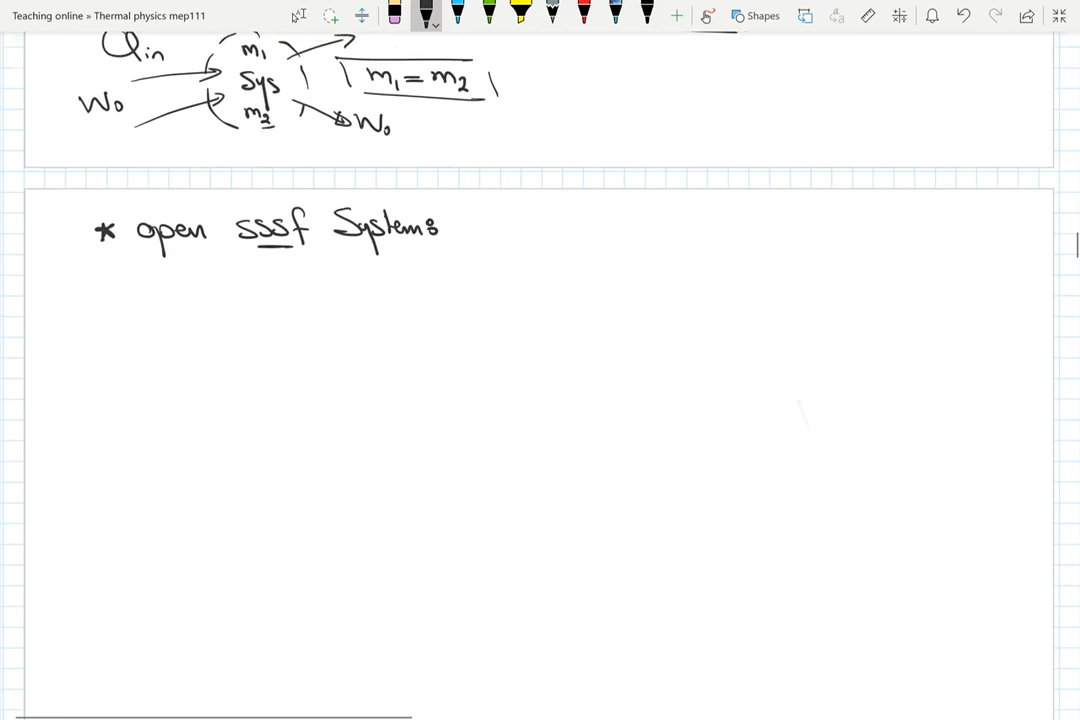 Teaching online » Thermal physics mep111
Shapes
Qin
m1
Sys
m2
m1 = m2
Wo
Wo
* open sssf System: